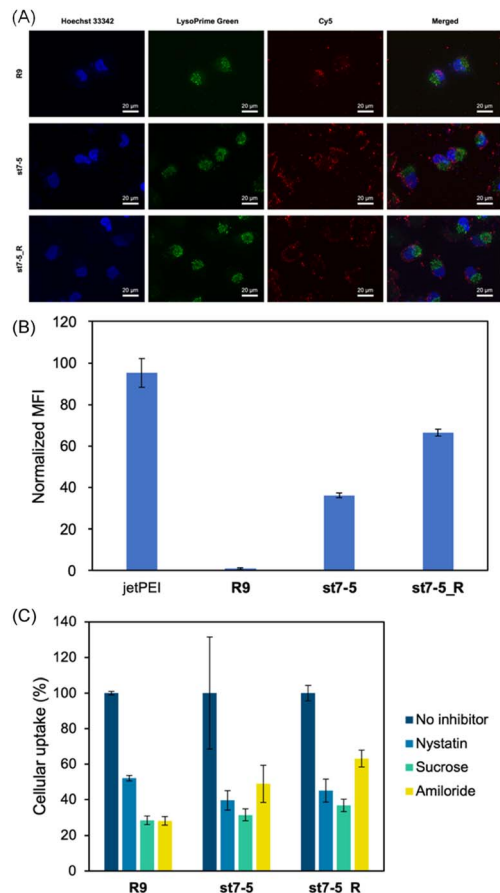 (A)
Hoechst 33342 LysoPrime Green Cy5 Merged
R9
20 µm 20 µm 20 µm 20 µm
st7-5
20 µm 20 µm 20 µm 20 µm
st7-5_R
20 µm 20 µm 20 µm 20 µm
(B)
Normalized MFI
120
100
80
60
40
20
0
jetPEI R9 st7-5 st7-5_R
(C)
Cellular uptake (%)
140
120
100
80
60
40
20
0
R9 st7-5 st7-5_R
No inhibitor
Nystatin
Sucrose
Amiloride